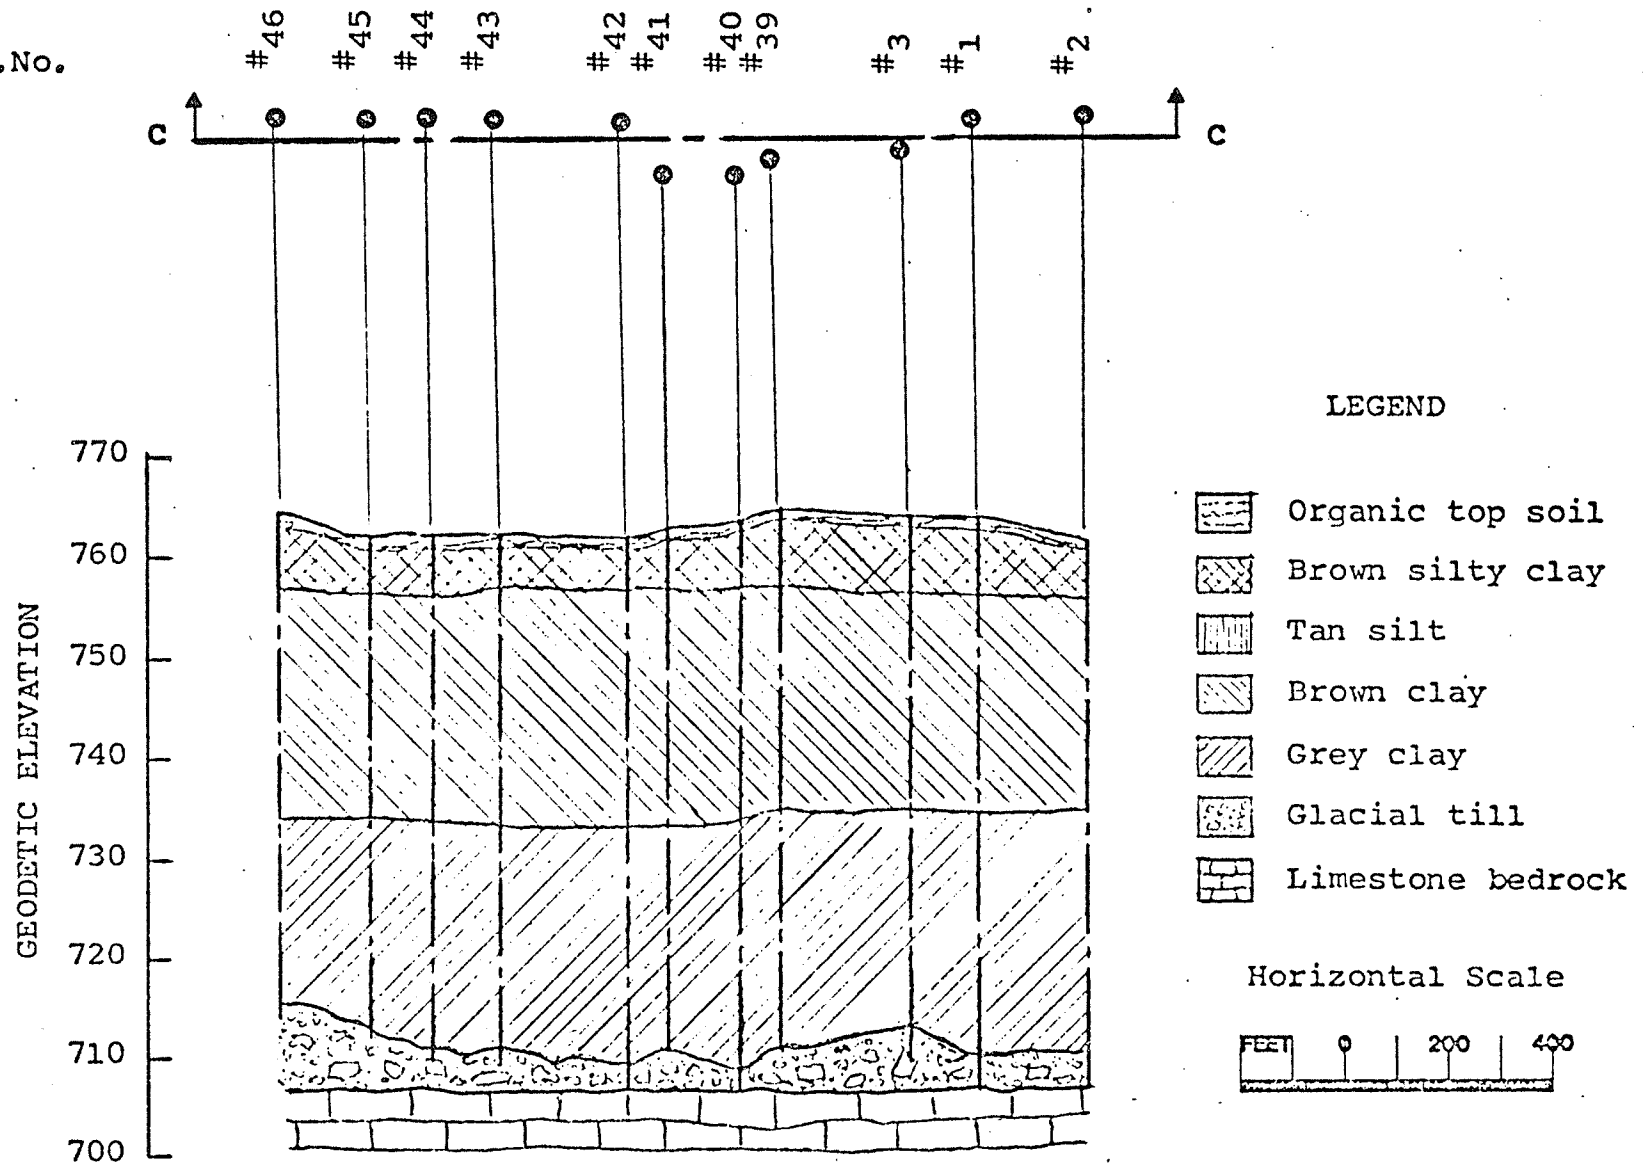 .No.
#46 #45 #44 #43 #42 #41 #40 #39 #3 #1 #2
C C
LEGEND
770
760
750
740
730
720
710
700
GEODETIC ELEVATION
Organic top soil
Brown silty clay
Tan silt
Brown clay
Grey clay
Glacial till
Limestone bedrock
Horizontal Scale
FEET 0 200 400